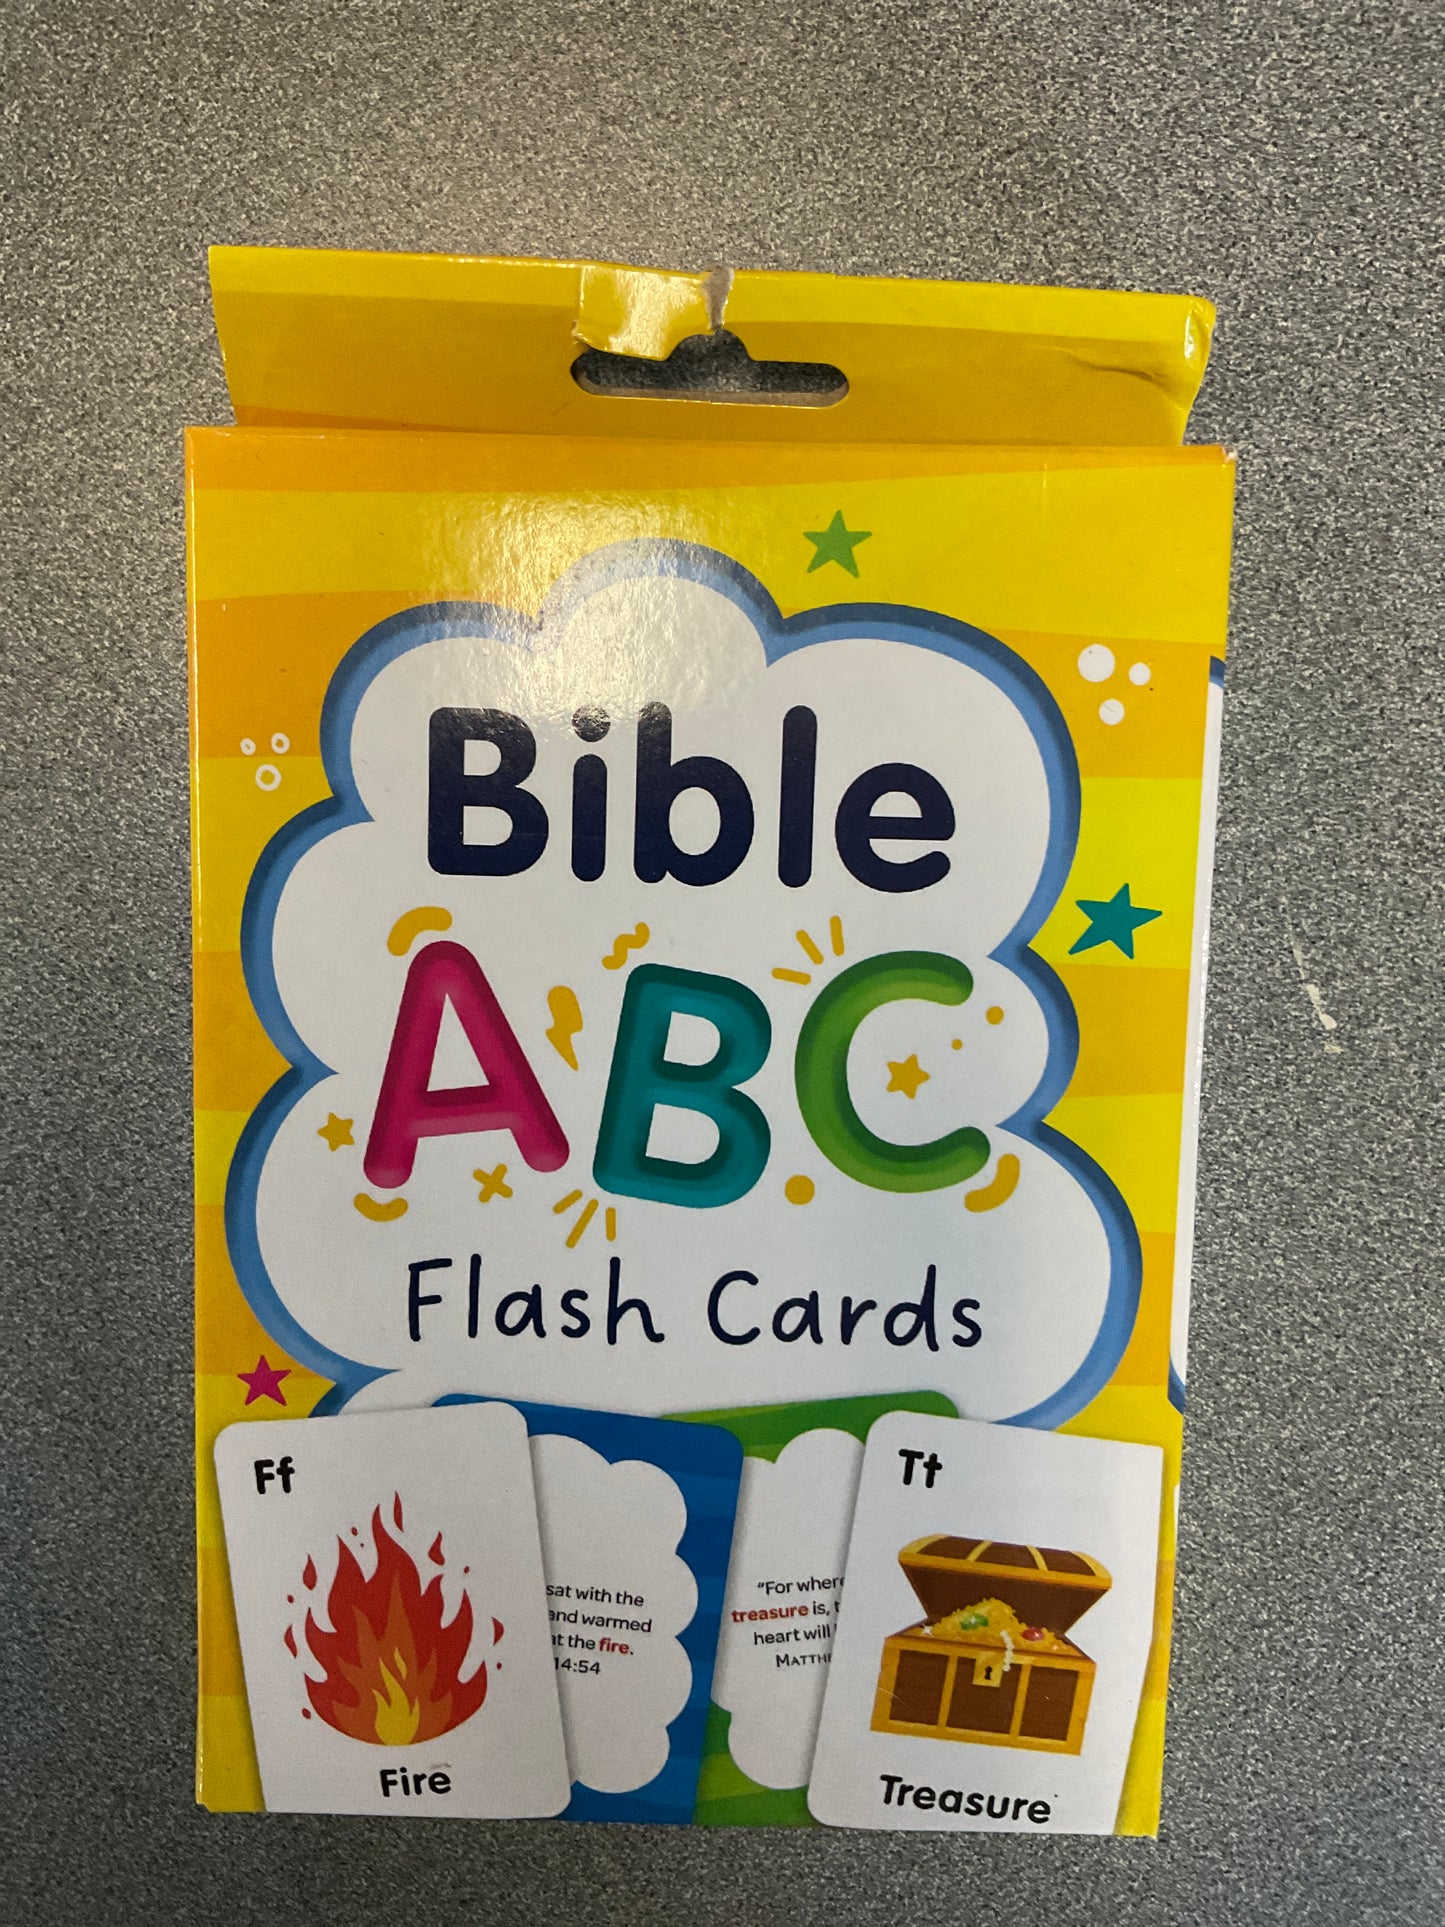 Bible
ABC
Flash Cards
Ff
Fire
sat with the
and warmed
at the fire.
14:54
"For where
treasure is,
heart will
MATTHE
Tt
Treasure